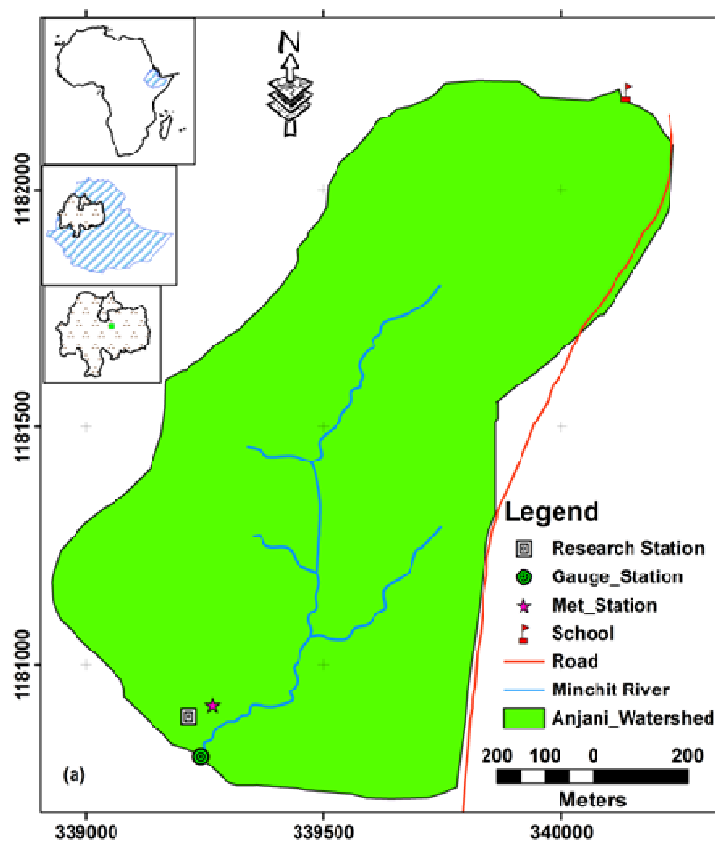 N
1182000
1181500
1181000
Legend
Research Station
Gauge_Station
Met_Station
School
Road
Minchit River
Anjani_Watershed
200 100 0 200
Meters
(a)
339000 339500 340000